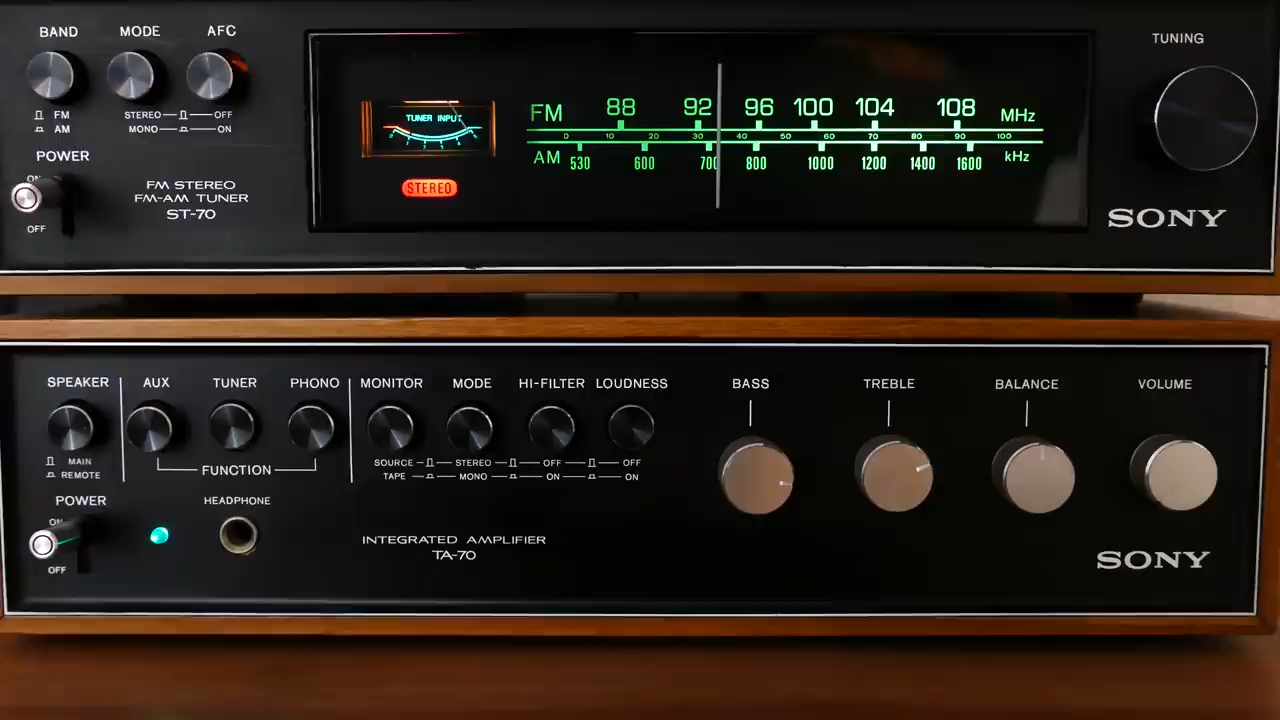 BAND MODE AFC
TUNING
FM
AM
STEREO OFF
MONO ON
POWER
ON
OFF
FM STEREO
FM-AM TUNER
ST-70
TUNER INPUT
STEREO
FM 88 92 96 100 104 108 MHz
0 10 20 30 40 50 60 70 80 90 100
AM 530 600 700 800 1000 1200 1400 1600 kHz
SONY
SPEAKER AUX TUNER PHONO MONITOR MODE HI-FILTER LOUDNESS BASS TREBLE BALANCE VOLUME
MAIN
REMOTE
FUNCTION
SOURCE STEREO OFF OFF
TAPE MONO ON ON
POWER
ON
OFF
HEADPHONE
INTEGRATED AMPLIFIER
TA-70
SONY